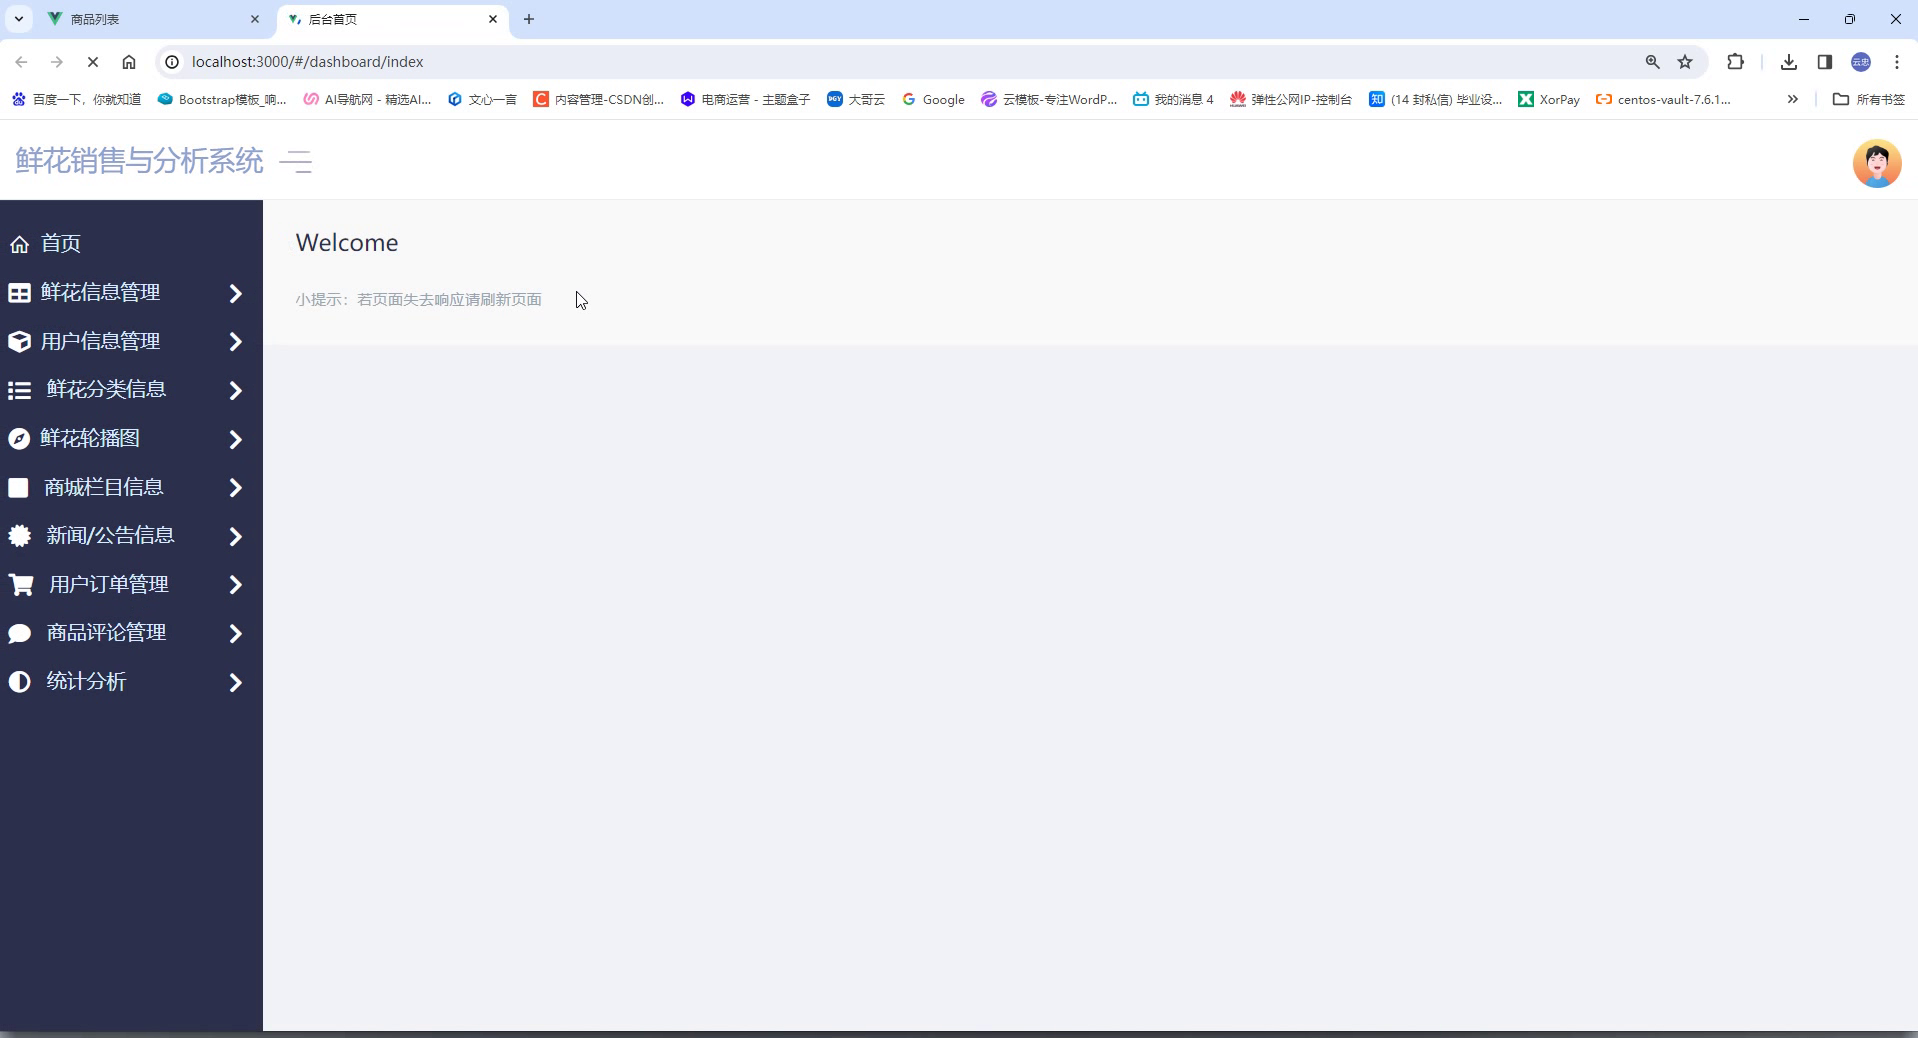 商品列表
后台首页
localhost:3000/#/dashboard/index
云忠
百度一下，你就知道
Bootstrap模板_响...
AI导航网 - 精选AI...
文心一言
内容管理-CSDN创...
电商运营 - 主题盒子
大哥云
Google
云模板-专注WordP...
我的消息 4
弹性公网IP-控制台
(14 封私信) 毕业设...
XorPay
centos-vault-7.6.1...
所有书签
鲜花销售与分析系统
首页
Welcome
鲜花信息管理
小提示：若页面失去响应请刷新页面
用户信息管理
鲜花分类信息
鲜花轮播图
商城栏目信息
新闻/公告信息
用户订单管理
商品评论管理
统计分析